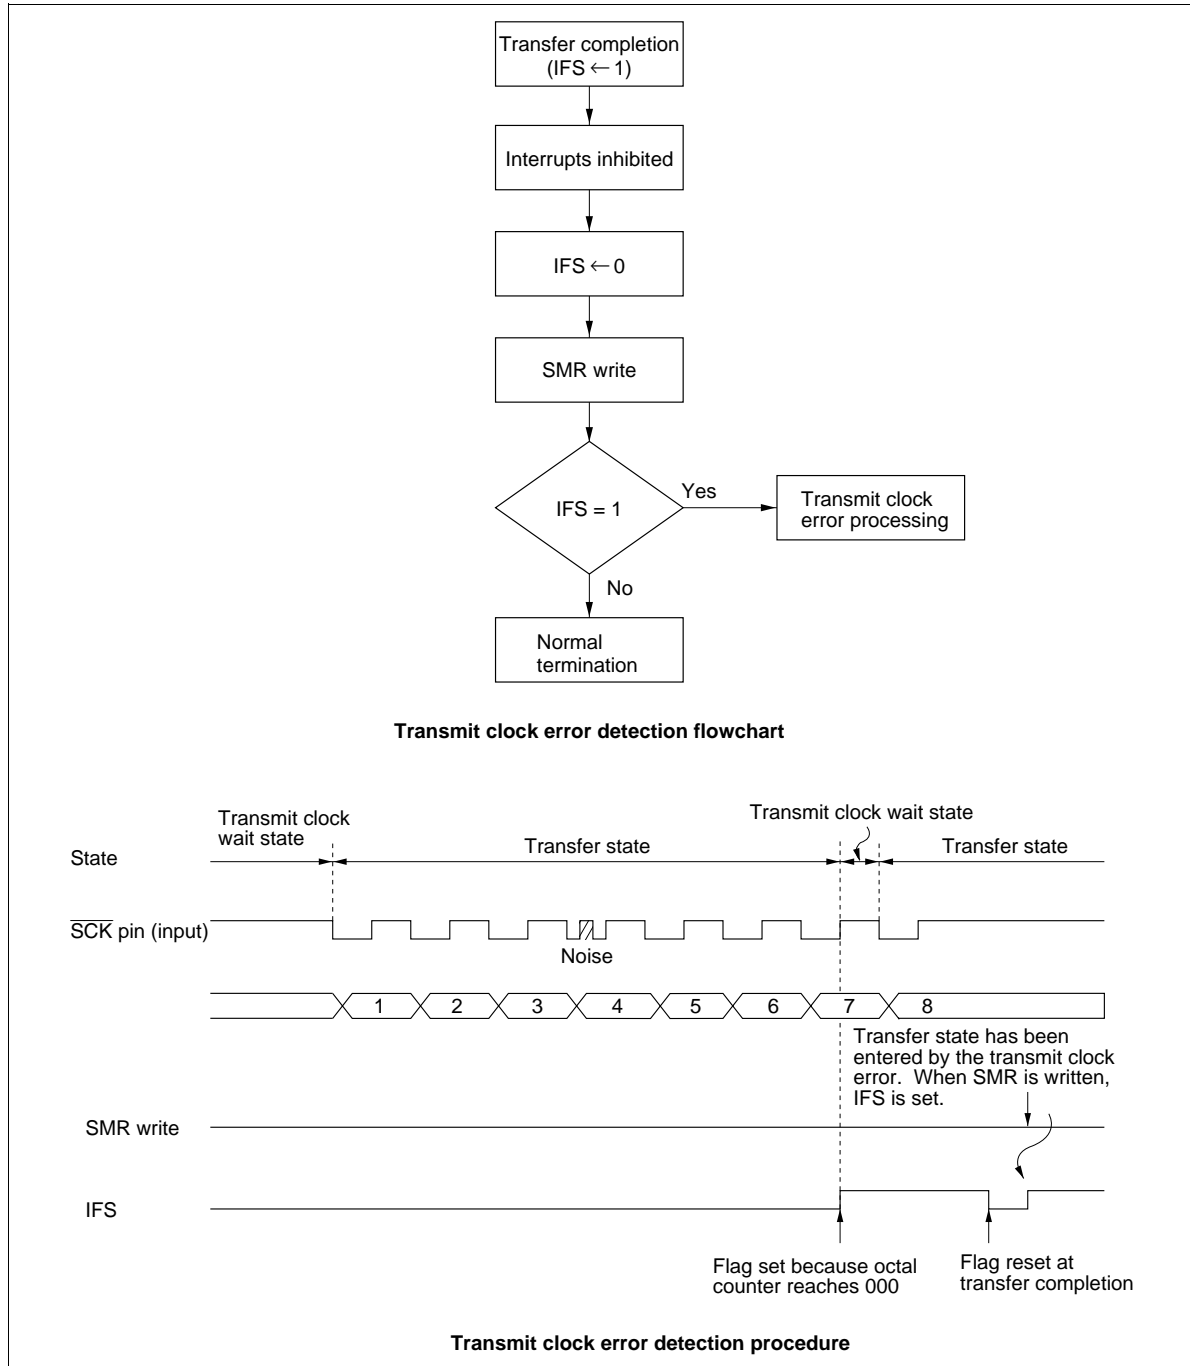 Transfer completion
(IFS ← 1)
Interrupts inhibited
IFS ← 0
SMR write
IFS = 1
Yes
Transmit clock
error processing
No
Normal
termination
Transmit clock error detection flowchart
Transmit clock
wait state
Transmit clock wait state
State
Transfer state
Transfer state
S̅C̅K̅ pin (input)
Noise
1 2 3 4 5 6 7 8
Transfer state has been
entered by the transmit clock
error. When SMR is written,
IFS is set.
SMR write
IFS
Flag set because octal
counter reaches 000
Flag reset at
transfer completion
Transmit clock error detection procedure